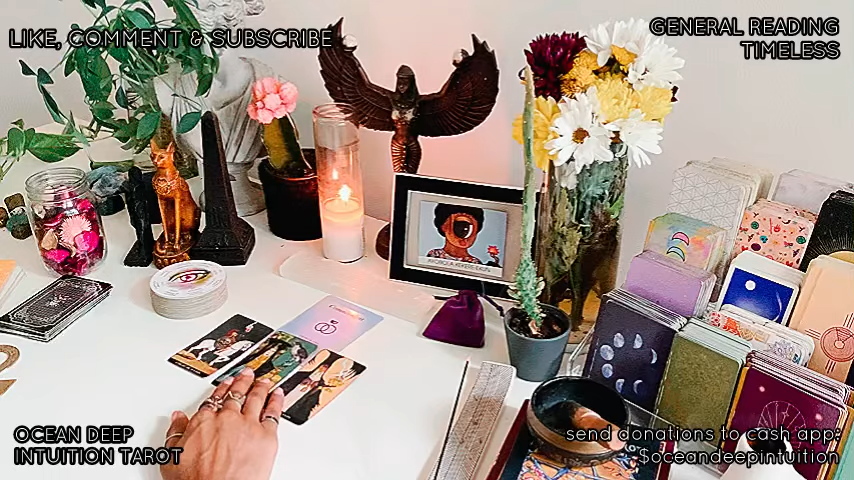 LIKE, COMMENT & SUBSCRIBE
GENERAL READING
TIMELESS
OCEAN DEEP
INTUITION TAROT
send donations to cash app:
$oceandeepintuition